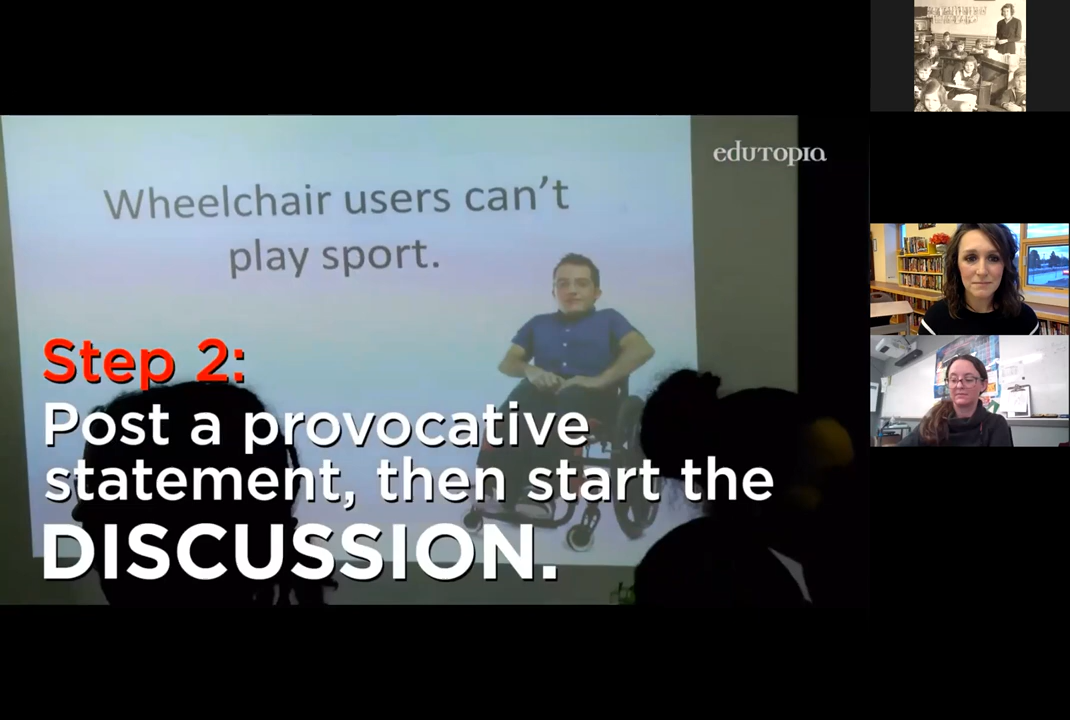 Wheelchair users can't
play sport.
edutopia
Step 2:
Post a provocative
statement, then start the
DISCUSSION.